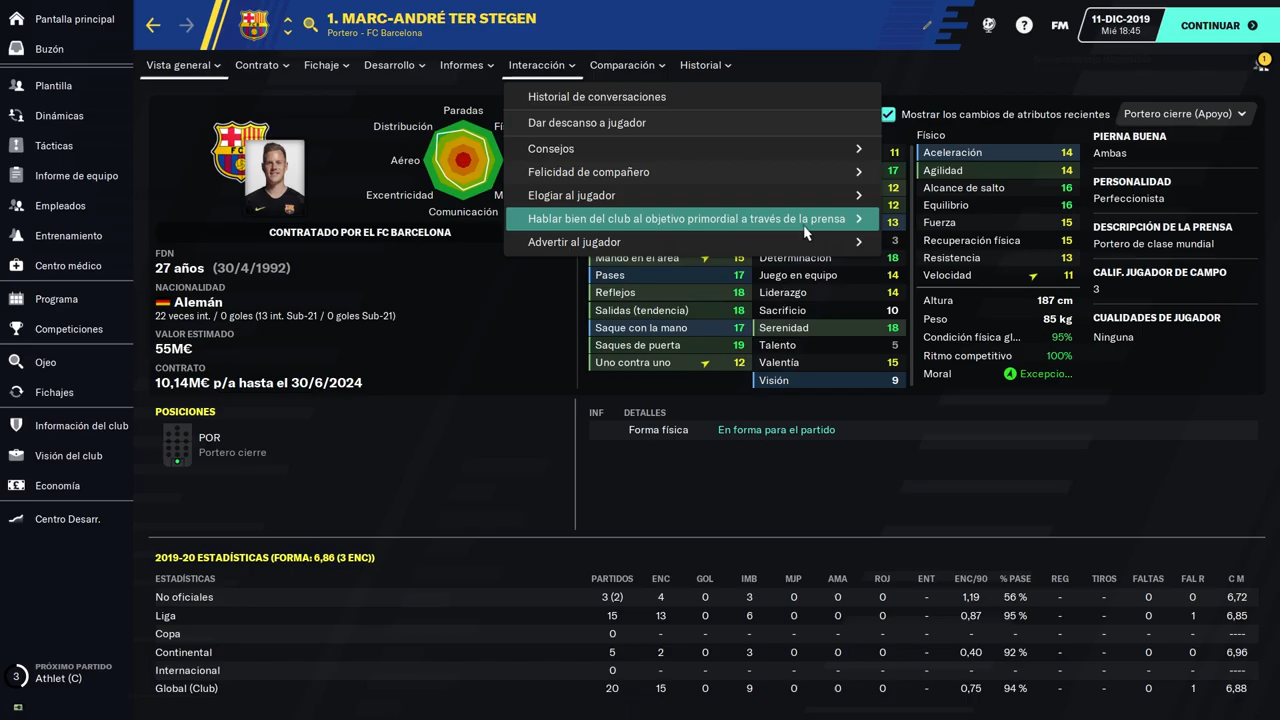 Pantalla principal
Buzón
Plantilla
Dinámicas
Tácticas
Informe de equipo
Empleados
Entrenamiento
Centro médico
Programa
Competiciones
Ojeo
Fichajes
Información del club
Visión del club
Economía
Centro Desarr.
3
PRÓXIMO PARTIDO
Athlet (C)
1. MARC-ANDRÉ TER STEGEN
Portero - FC Barcelona
FM
11-DIC-2019
Mié 18:45
CONTINUAR
1
Vista general
Contrato
Fichaje
Desarrollo
Informes
Interacción
Comparación
Historial
Historial de conversaciones
Dar descanso a jugador
Consejos
Felicidad de compañero
Elogiar al jugador
Hablar bien del club al objetivo primordial a través de la prensa
Advertir al jugador
Mostrar los cambios de atributos recientes
Portero cierre (Apoyo)
Paradas
Distribución
Aéreo
Excentricidad
Comunicación
CONTRATADO POR EL FC BARCELONA
FDN
27 años (30/4/1992)
NACIONALIDAD
Alemán
22 veces int. / 0 goles (13 int. Sub-21 / 0 goles Sub-21)
VALOR ESTIMADO
55M€
CONTRATO
10,14M€ p/a hasta el 30/6/2024
Mando en el área 15
Pases 17
Reflejos 18
Salidas (tendencia) 18
Saque con la mano 17
Saques de puerta 19
Uno contra uno 12
11
17
12
12
13
3
Determinación 18
Juego en equipo 14
Liderazgo 14
Sacrificio 10
Serenidad 18
Talento 5
Valentía 15
Visión 9
Físico
Aceleración 14
Agilidad 14
Alcance de salto 16
Equilibrio 16
Fuerza 15
Recuperación física 15
Resistencia 13
Velocidad 11
Altura 187 cm
Peso 85 kg
Condición física gl... 95%
Ritmo competitivo 100%
Moral Excepcio...
PIERNA BUENA
Ambas
PERSONALIDAD
Perfeccionista
DESCRIPCIÓN DE LA PRENSA
Portero de clase mundial
CALIF. JUGADOR DE CAMPO
3
CUALIDADES DE JUGADOR
Ninguna
POSICIONES
POR
Portero cierre
INF DETALLES
Forma física En forma para el partido
2019-20 ESTADÍSTICAS (FORMA: 6,86 (3 ENC))
ESTADÍSTICAS PARTIDOS ENC GOL IMB MJP AMA ROJ ENT ENC/90 % PASE REG TIROS FALTAS FAL R C M
No oficiales 3 (2) 4 0 3 0 0 0 - 1,19 56 % - - 0 0 6,72
Liga 15 13 0 6 0 0 0 - 0,87 95 % - - 0 1 6,85
Copa 0 - - - - - - - - - - - - - ----
Continental 5 2 0 3 0 0 0 - 0,40 92 % - - 0 0 6,96
Internacional 0 - - - - - - - - - - - - - ----
Global (Club) 20 15 0 9 0 0 0 - 0,75 94 % - - 0 1 6,88